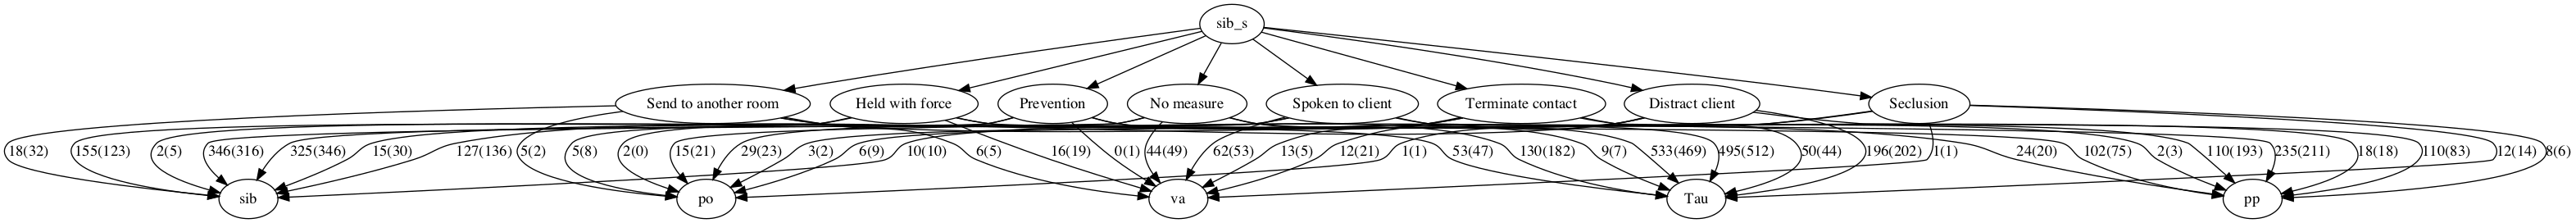 sib_s
Send to another room Held with force Prevention No measure Spoken to client Terminate contact Distract client Seclusion
18(32) 155(123) 2(5) 346(316) 325(346) 15(30) 127(136) 5(2) 5(8) 2(0) 15(21) 29(23) 3(2) 6(9) 10(10) 6(5) 16(19) 0(1) 44(49) 62(53) 13(5) 12(21) 1(1) 53(47) 130(182) 9(7) 533(469) 495(512) 50(44) 196(202) 1(1) 24(20) 102(75) 2(3) 110(193) 235(211) 18(18) 110(83) 12(14) 8(6)
sib po va Tau pp